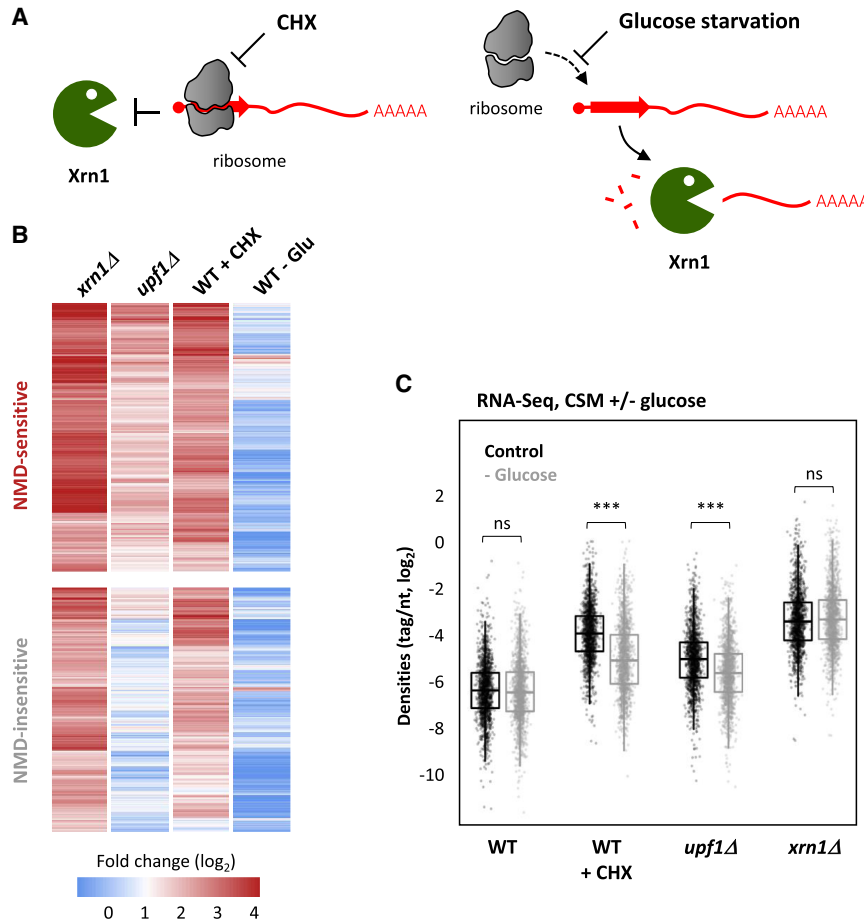 A
CHX
Glucose starvation
ribosome
AAAAA
AAAAA
ribosome
Xrn1
AAAAA
Xrn1
B
xrn1Δ
upf1Δ
WT + CHX
WT - Glu
NMD-sensitive
NMD-insensitive
Fold change (log2)
0 1 2 3 4
C
RNA-Seq, CSM +/- glucose
Control
- Glucose
Densities (tag/nt, log2)
2
0
-2
-4
-6
-8
-10
ns
***
***
ns
WT
WT
+ CHX
upf1Δ
xrn1Δ